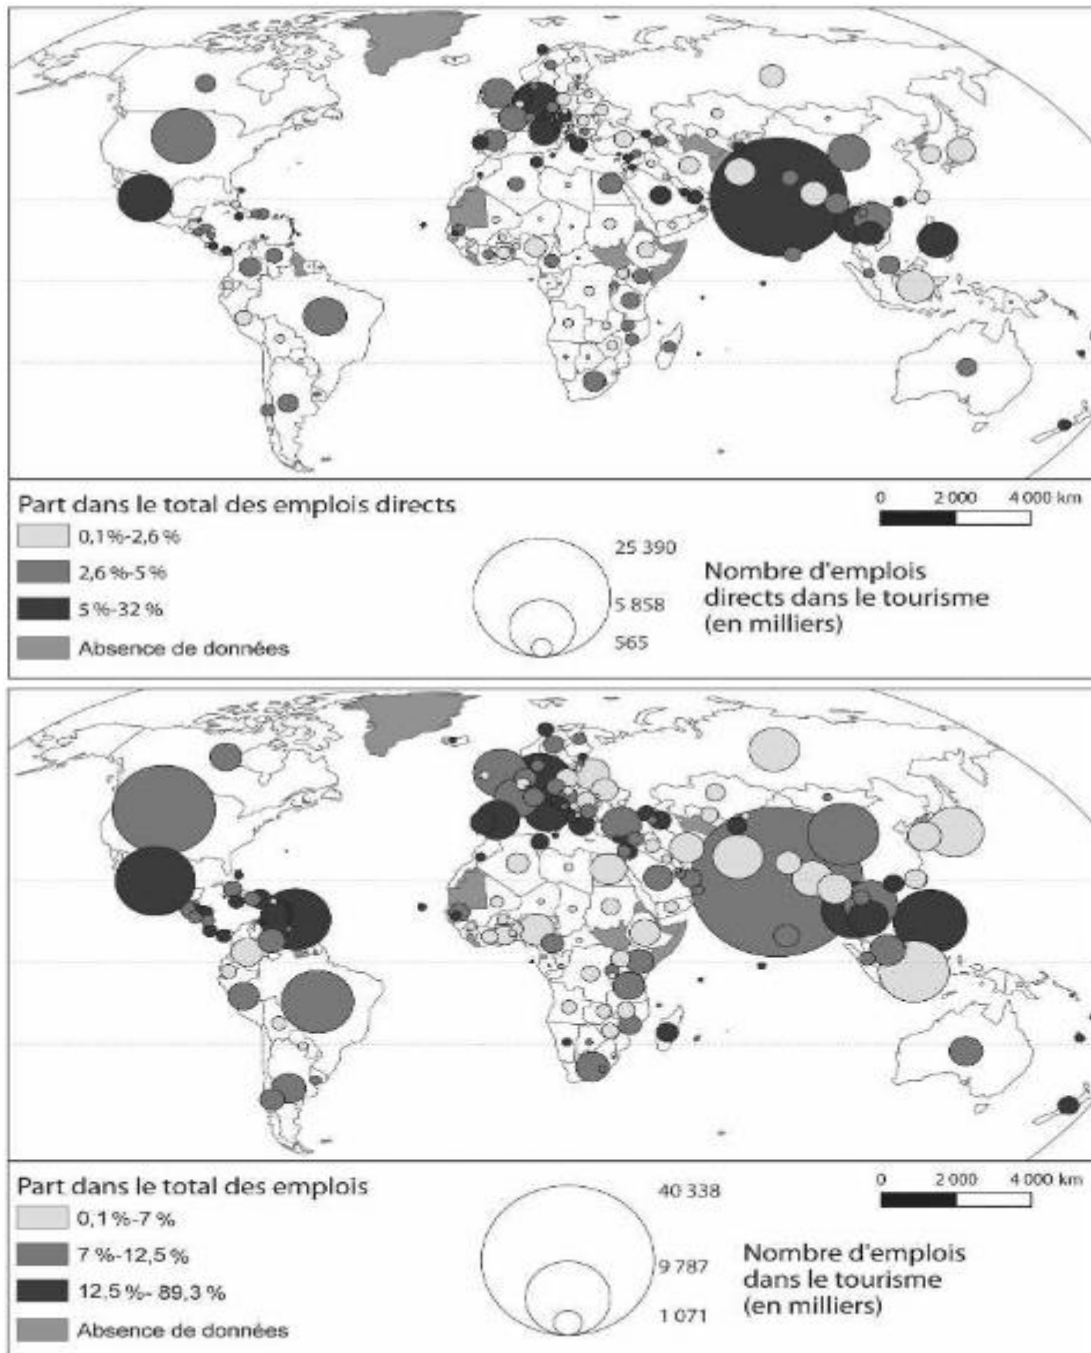 Part dans le total des emplois directs
0,1%-2,6 %
2,6 %-5 %
5 %-32 %
Absence de données
25 390
5 858
565
Nombre d'emplois
directs dans le tourisme
(en milliers)
0 2 000 4 000 km
Part dans le total des emplois
0,1 %-7 %
7 %-12,5 %
12,5 %- 89,3 %
Absence de données
40 338
9 787
1 071
Nombre d'emplois
dans le tourisme
(en milliers)
0 2 000 4 000 km